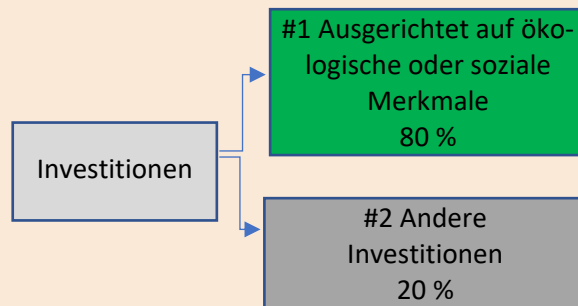 #1 Ausgerichtet auf öko-
logische oder soziale
Merkmale
80 %
Investitionen
#2 Andere
Investitionen
20 %